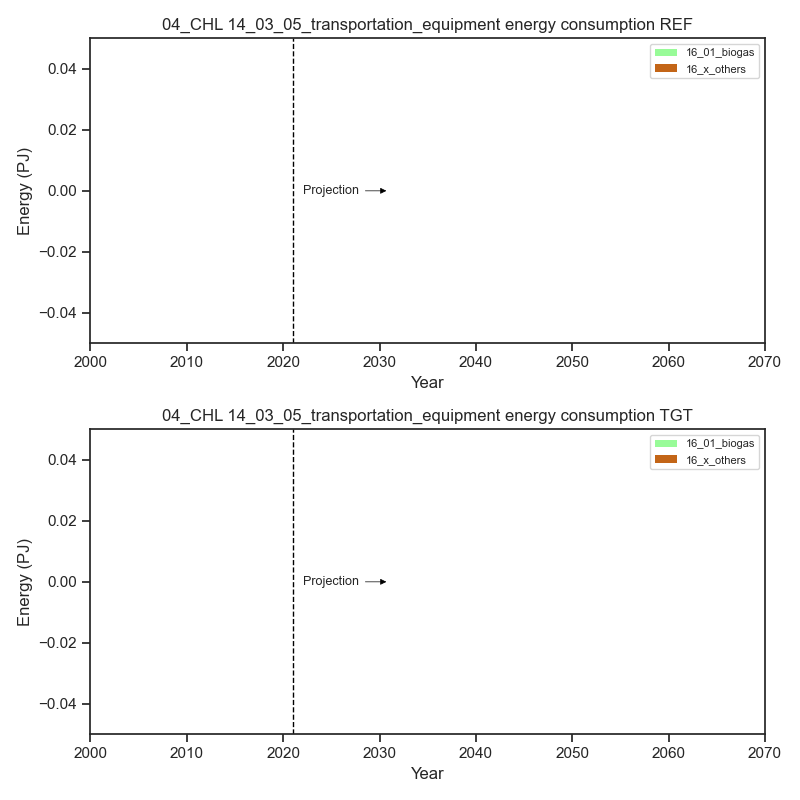 04_CHL 14_03_05_transportation_equipment energy consumption REF
0.04
0.02
0.00
−0.02
−0.04
Energy (PJ)
16_01_biogas
16_x_others
Projection
2000 2010 2020 2030 2040 2050 2060 2070
Year
04_CHL 14_03_05_transportation_equipment energy consumption TGT
0.04
0.02
0.00
−0.02
−0.04
Energy (PJ)
16_01_biogas
16_x_others
Projection
2000 2010 2020 2030 2040 2050 2060 2070
Year